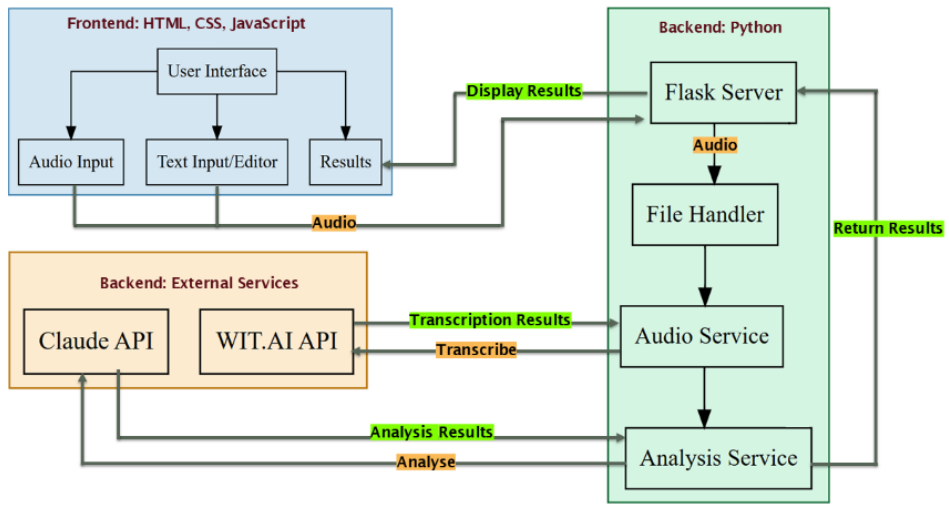 Frontend: HTML, CSS, JavaScript
User Interface
Audio Input
Text Input/Editor
Results
Display Results
Audio
Backend: Python
Flask Server
Audio
File Handler
Return Results
Audio Service
Analysis Service
Backend: External Services
Claude API
WIT.AI API
Transcription Results
Transcribe
Analysis Results
Analyse